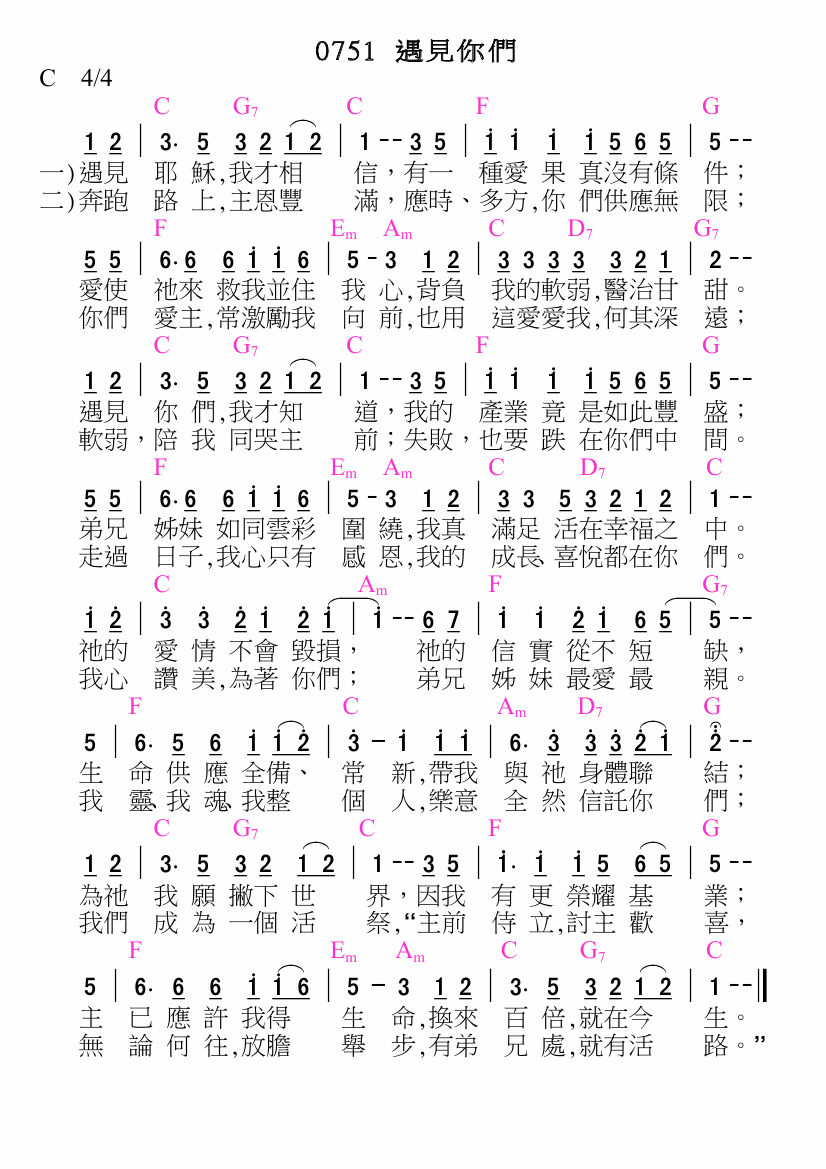 0751 遇見你們
C 4/4
C G7 C F G
1 2 | 3· 5 3 2 1 2 | 1 -- 3 5 | i i i i 5 6 5 | 5 --
一)遇見 耶 穌,我才相 信，有一 種愛 果 真沒有條 件；
二)奔跑 路 上,主恩豐 滿，應時、多方,你 們供應無 限；
F Em Am C D7 G7
5 5 | 6· 6 6 i i 6 | 5 - 3 1 2 | 3 3 3 3 3 2 1 | 2 --
愛使 祂來 救我並住 我 心,背負 我的軟弱,醫治甘 甜。
你們 愛主,常激勵我 向 前,也用 這愛愛我,何其深 遠；
C G7 C F G
1 2 | 3· 5 3 2 1 2 | 1 -- 3 5 | i i i i 5 6 5 | 5 --
遇見 你 們,我才知 道，我的 產業 竟 是如此豐 盛；
軟弱，陪 我 同哭主 前；失敗，也要 跌 在你們中 間。
F Em Am C D7 C
5 5 | 6· 6 6 i i 6 | 5 - 3 1 2 | 3 3 5 3 2 1 2 | 1 --
弟兄 姊妹 如同雲彩 圍 繞,我真 滿足 活在幸福之 中。
走過 日子,我心只有 感 恩,我的 成長、喜悅都在你 們。
C Am F G7
i 2̇ | 3̇ 3̇ 2̇ i 2̇ i | i -- 6 7 | i i 2̇ i 6 5 | 5 --
祂的 愛 情 不會 毀損， 祂的 信 實 從不 短 缺，
我心 讚 美,為著 你們； 弟兄 姊 妹 最愛 最 親。
F C Am D7 G
5 | 6· 5 6 i i 2̇ | 3̇ - i i i | 6· 3̇ 3̇ 3̇ 2̇ i | 2̇ --
生 命 供 應 全備、 常 新,帶我 與 祂 身體聯 結；
我 靈、我 魂、我整 個 人,樂意 全 然 信託你 們；
C G7 C F G
1 2 | 3· 5 3 2 1 2 | 1 -- 3 5 | i· i i 5 6 5 | 5 --
為祂 我 願 撇下 世 界，因我 有 更 榮耀 基 業；
我們 成 為 一個 活 祭,“主前 侍 立,討主 歡 喜，
F Em Am C G7 C
5 | 6· 6 6 i i 6 | 5 - 3 1 2 | 3· 5 3 2 1 2 | 1 -- ‖
主 已 應 許 我得 生 命,換來 百 倍,就在今 生。
無 論 何 往,放膽 舉 步,有弟 兄 處,就有活 路。”